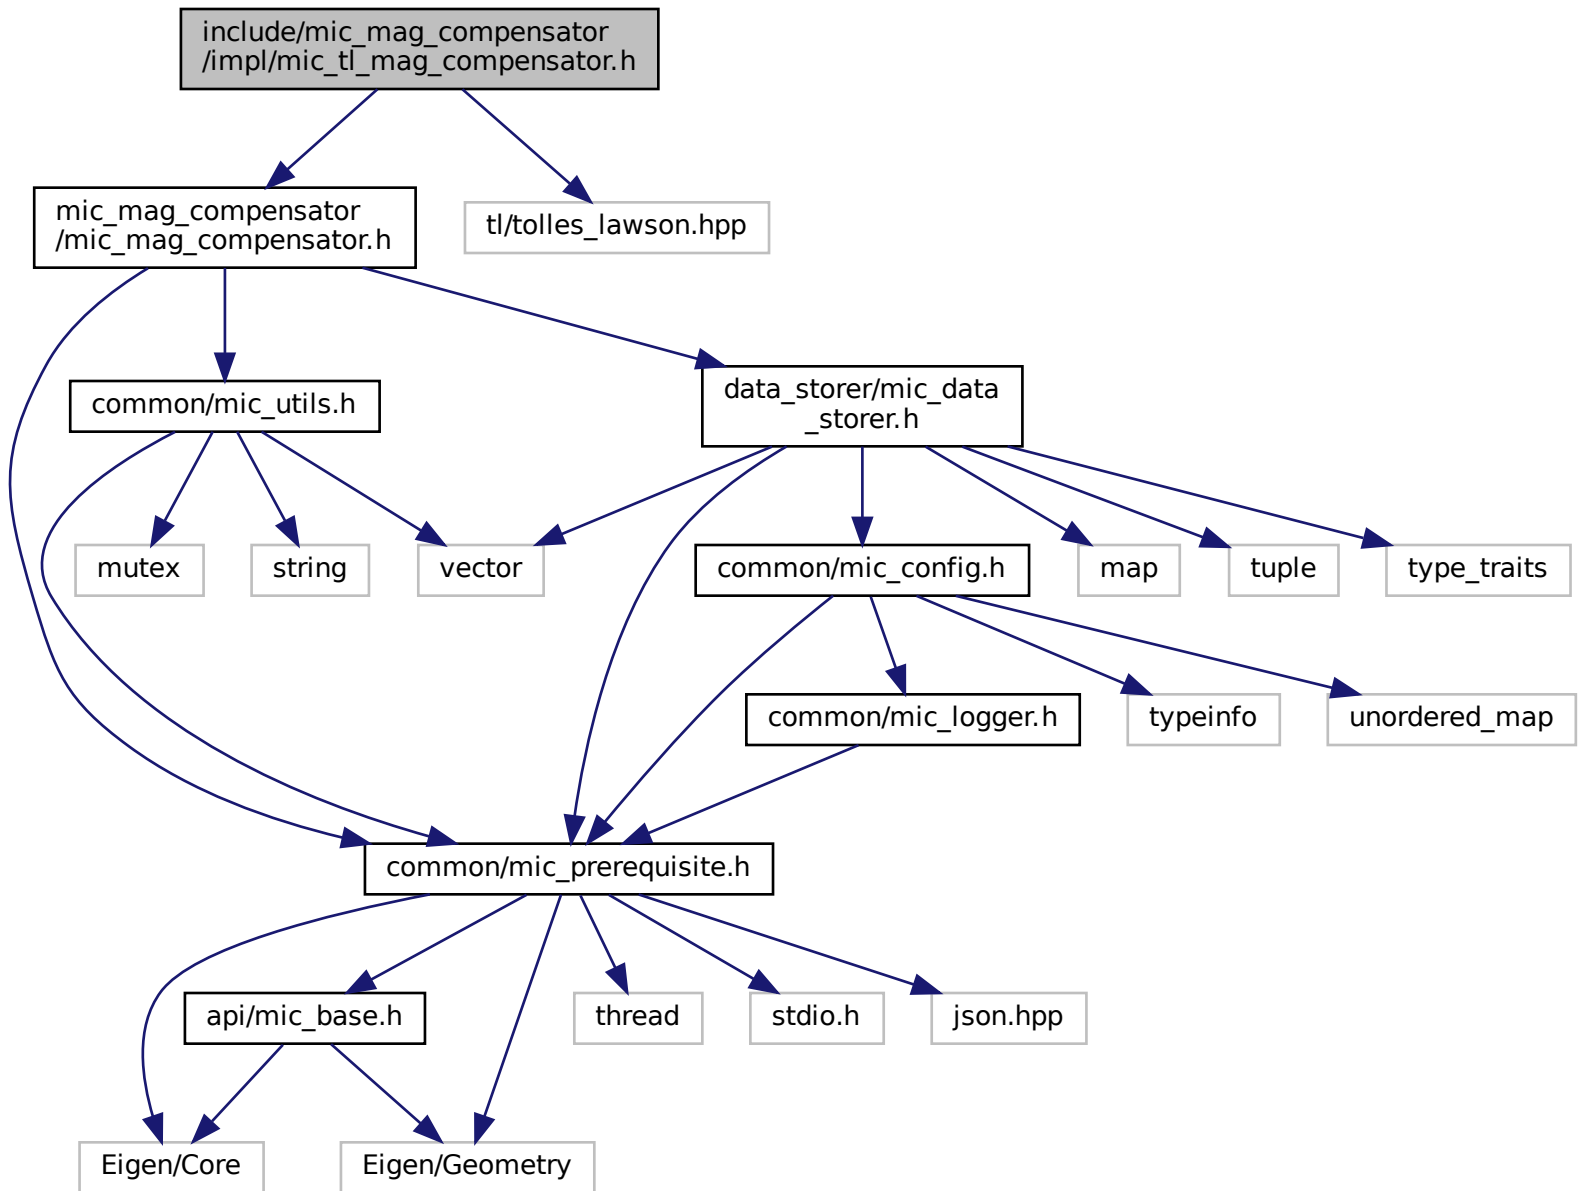 include/mic_mag_compensator
/impl/mic_tl_mag_compensator.h
mic_mag_compensator
/mic_mag_compensator.h
tl/tolles_lawson.hpp
common/mic_utils.h
data_storer/mic_data
_storer.h
mutex
string
vector
common/mic_config.h
map
tuple
type_traits
common/mic_logger.h
typeinfo
unordered_map
common/mic_prerequisite.h
api/mic_base.h
thread
stdio.h
json.hpp
Eigen/Core
Eigen/Geometry